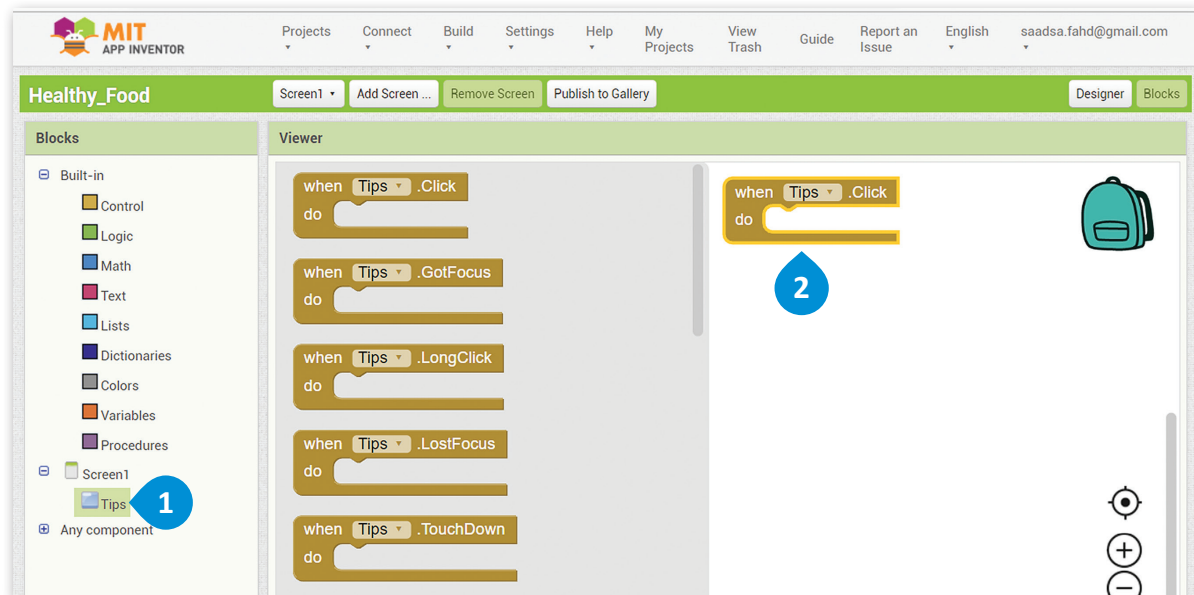 MIT
APP INVENTOR
Projects
Connect
Build
Settings
Help
My
Projects
View
Trash
Guide
Report an
Issue
English
saadsa.fahd@gmail.com
Healthy_Food
Screen1
Add Screen ...
Remove Screen
Publish to Gallery
Designer
Blocks
Blocks
Built-in
Control
Logic
Math
Text
Lists
Dictionaries
Colors
Variables
Procedures
Screen1
Tips
1
Any component
Viewer
when Tips .Click
do
when Tips .GotFocus
do
when Tips .LongClick
do
when Tips .LostFocus
do
when Tips .TouchDown
do
when Tips .Click
do
2